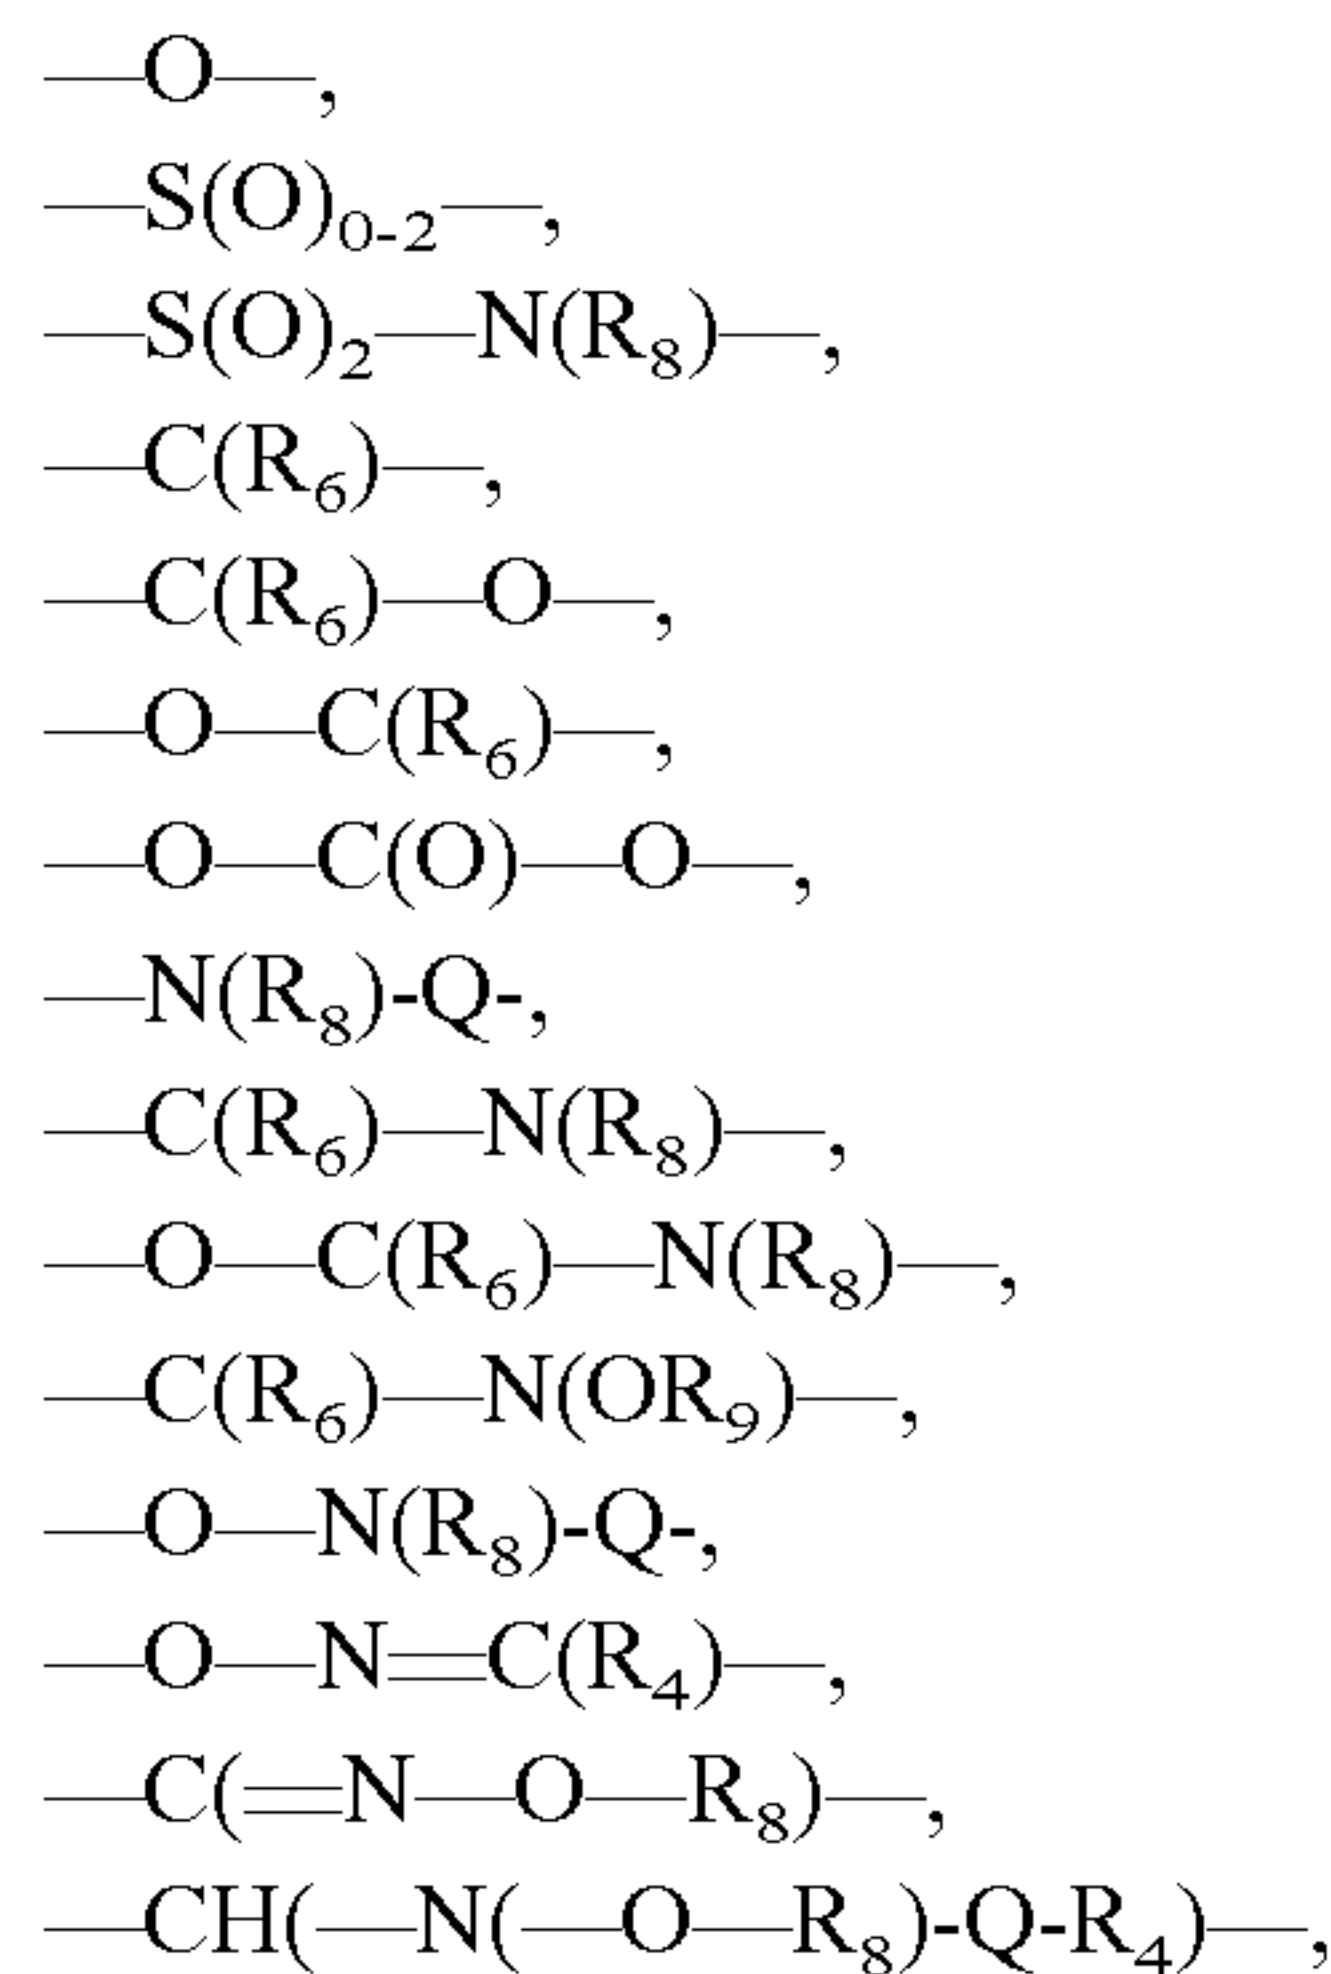 —O—,
—S(O)₀₋₂—,
—S(O)₂—N(R₈)—,
—C(R₆)—,
—C(R₆)—O—,
—O—C(R₆)—,
—O—C(O)—O—,
—N(R₈)-Q-,
—C(R₆)—N(R₈)—,
—O—C(R₆)—N(R₈)—,
—C(R₆)—N(OR₉)—,
—O—N(R₈)-Q-,
—O—N=C(R₄)—,
—C(=N—O—R₈)—,
—CH(—N(—O—R₈)-Q-R₄)—,